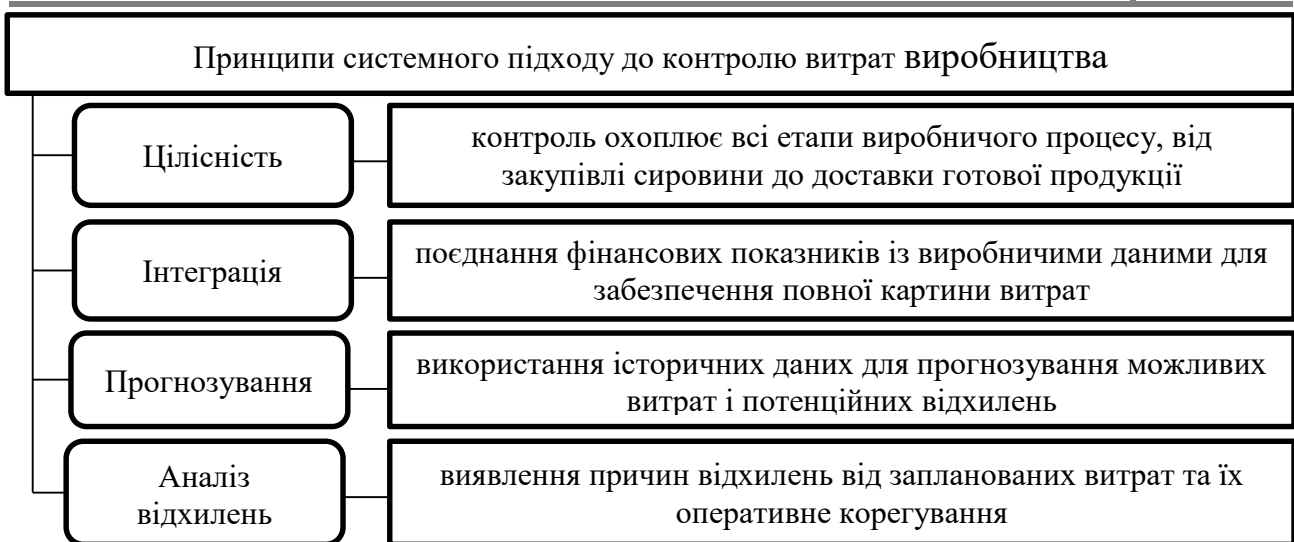 Принципи системного підходу до контролю витрат виробництва
Цілісність
контроль охоплює всі етапи виробничого процесу, від
закупівлі сировини до доставки готової продукції
Інтеграція
поєднання фінансових показників із виробничими даними для
забезпечення повної картини витрат
Прогнозування
використання історичних даних для прогнозування можливих
витрат і потенційних відхилень
Аналіз
відхилень
виявлення причин відхилень від запланованих витрат та їх
оперативне корегування